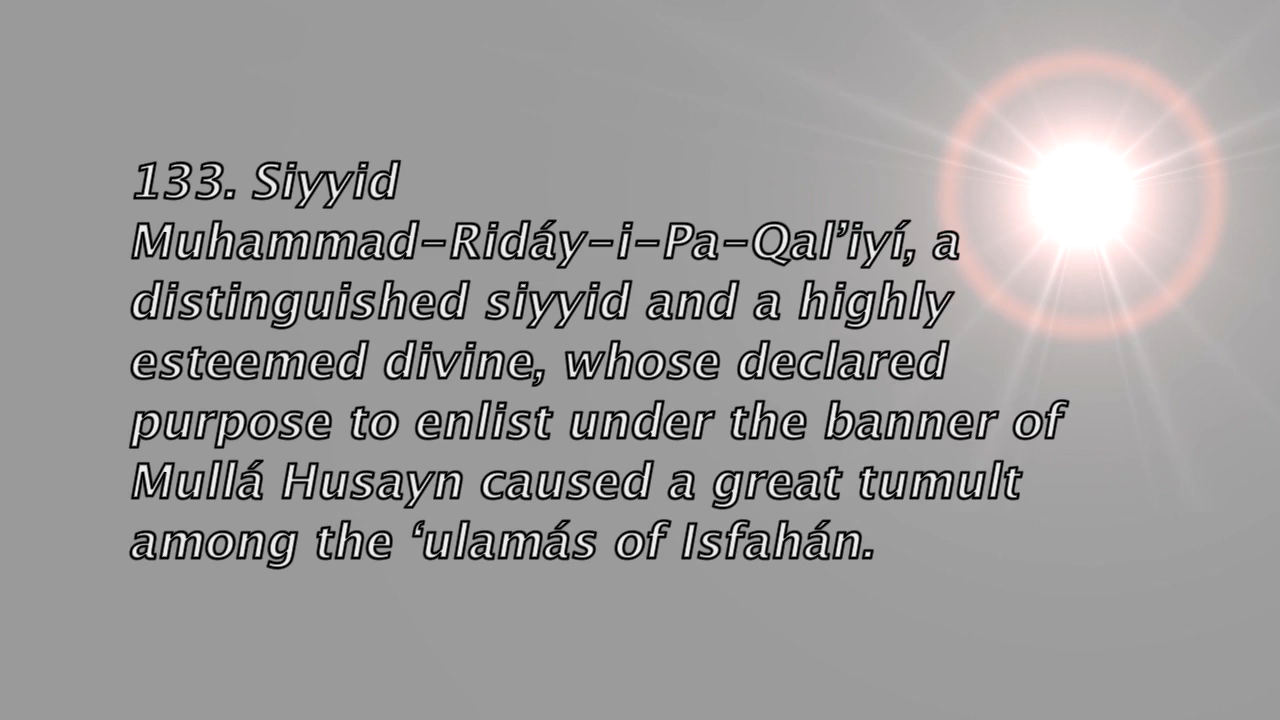 133. Siyyid
Muhammad-Ridáy-i-Pa-Qal’iyí, a
distinguished siyyid and a highly
esteemed divine, whose declared
purpose to enlist under the banner of
Mullá Husayn caused a great tumult
among the ‘ulamás of Isfahán.